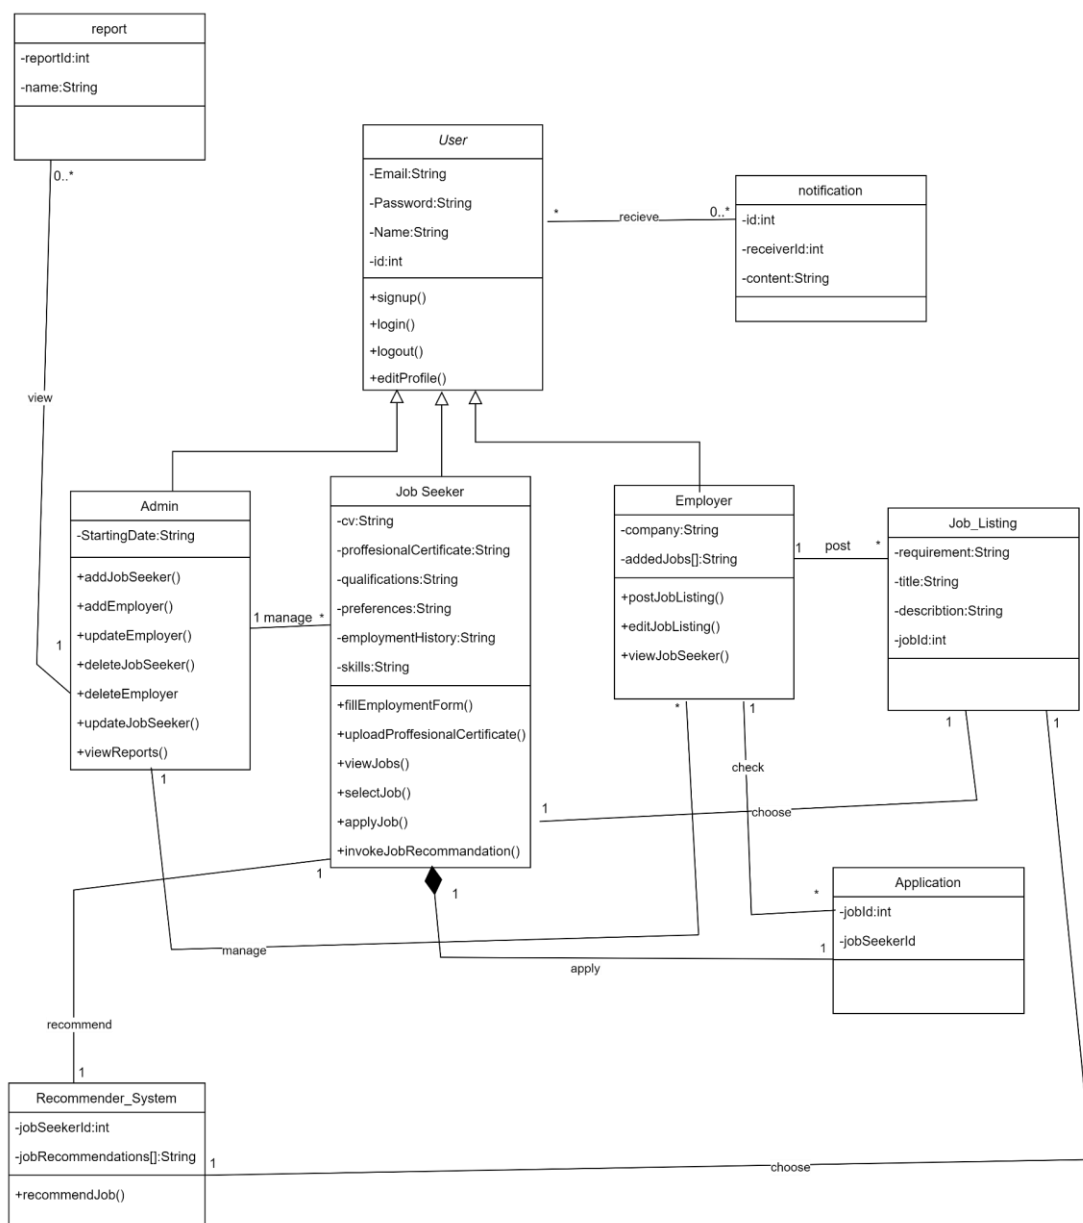 report
-reportId:int
-name:String
0..*
User
-Email:String
-Password:String
-Name:String
-id:int
+signup()
+login()
+logout()
+editProfile()
*
recieve
0..*
notification
-id:int
-receiverId:int
-content:String
view
Admin
-StartingDate:String
+addJobSeeker()
+addEmployer()
+updateEmployer()
+deleteJobSeeker()
+deleteEmployer
+updateJobSeeker()
+viewReports()
1
1
1 manage *
Job Seeker
-cv:String
-proffesionalCertificate:String
-qualifications:String
-preferences:String
-employmentHistory:String
-skills:String
+fillEmploymentForm()
+uploadProffesionalCertificate()
+viewJobs()
+selectJob()
+applyJob()
+invokeJobRecommandation()
Employer
-company:String
-addedJobs[]:String
+postJobListing()
+editJobListing()
+viewJobSeeker()
1 post *
Job_Listing
-requirement:String
-title:String
-describtion:String
-jobId:int
*
1
1
1
check
1
choose
1
1
manage
*
Application
-jobId:int
-jobSeekerId
1
apply
recommend
1
Recommender_System
-jobSeekerId:int
-jobRecommendations[]:String
+recommendJob()
1
choose